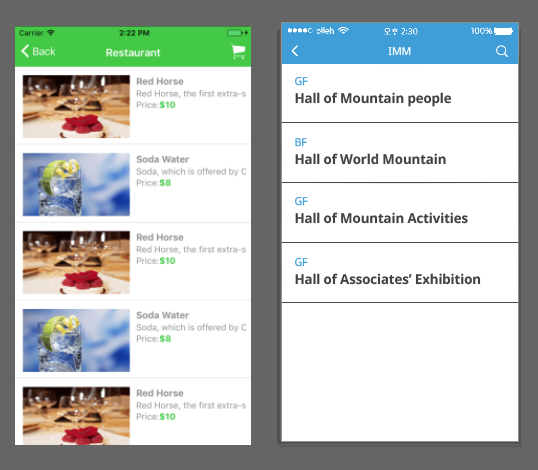 Carrier 2:22 PM
Back Restaurant
Red Horse
Red Horse, the first extra-s
Price:$10
Soda Water
Soda, which is offered by C
Price:$8
Red Horse
Red Horse, the first extra-s
Price:$10
Soda Water
Soda, which is offered by C
Price:$8
Red Horse
Red Horse, the first extra-s
Price:$10
olleh 오후 2:30 100%
IMM
GF
Hall of Mountain people
BF
Hall of World Mountain
GF
Hall of Mountain Activities
GF
Hall of Associates’ Exhibition